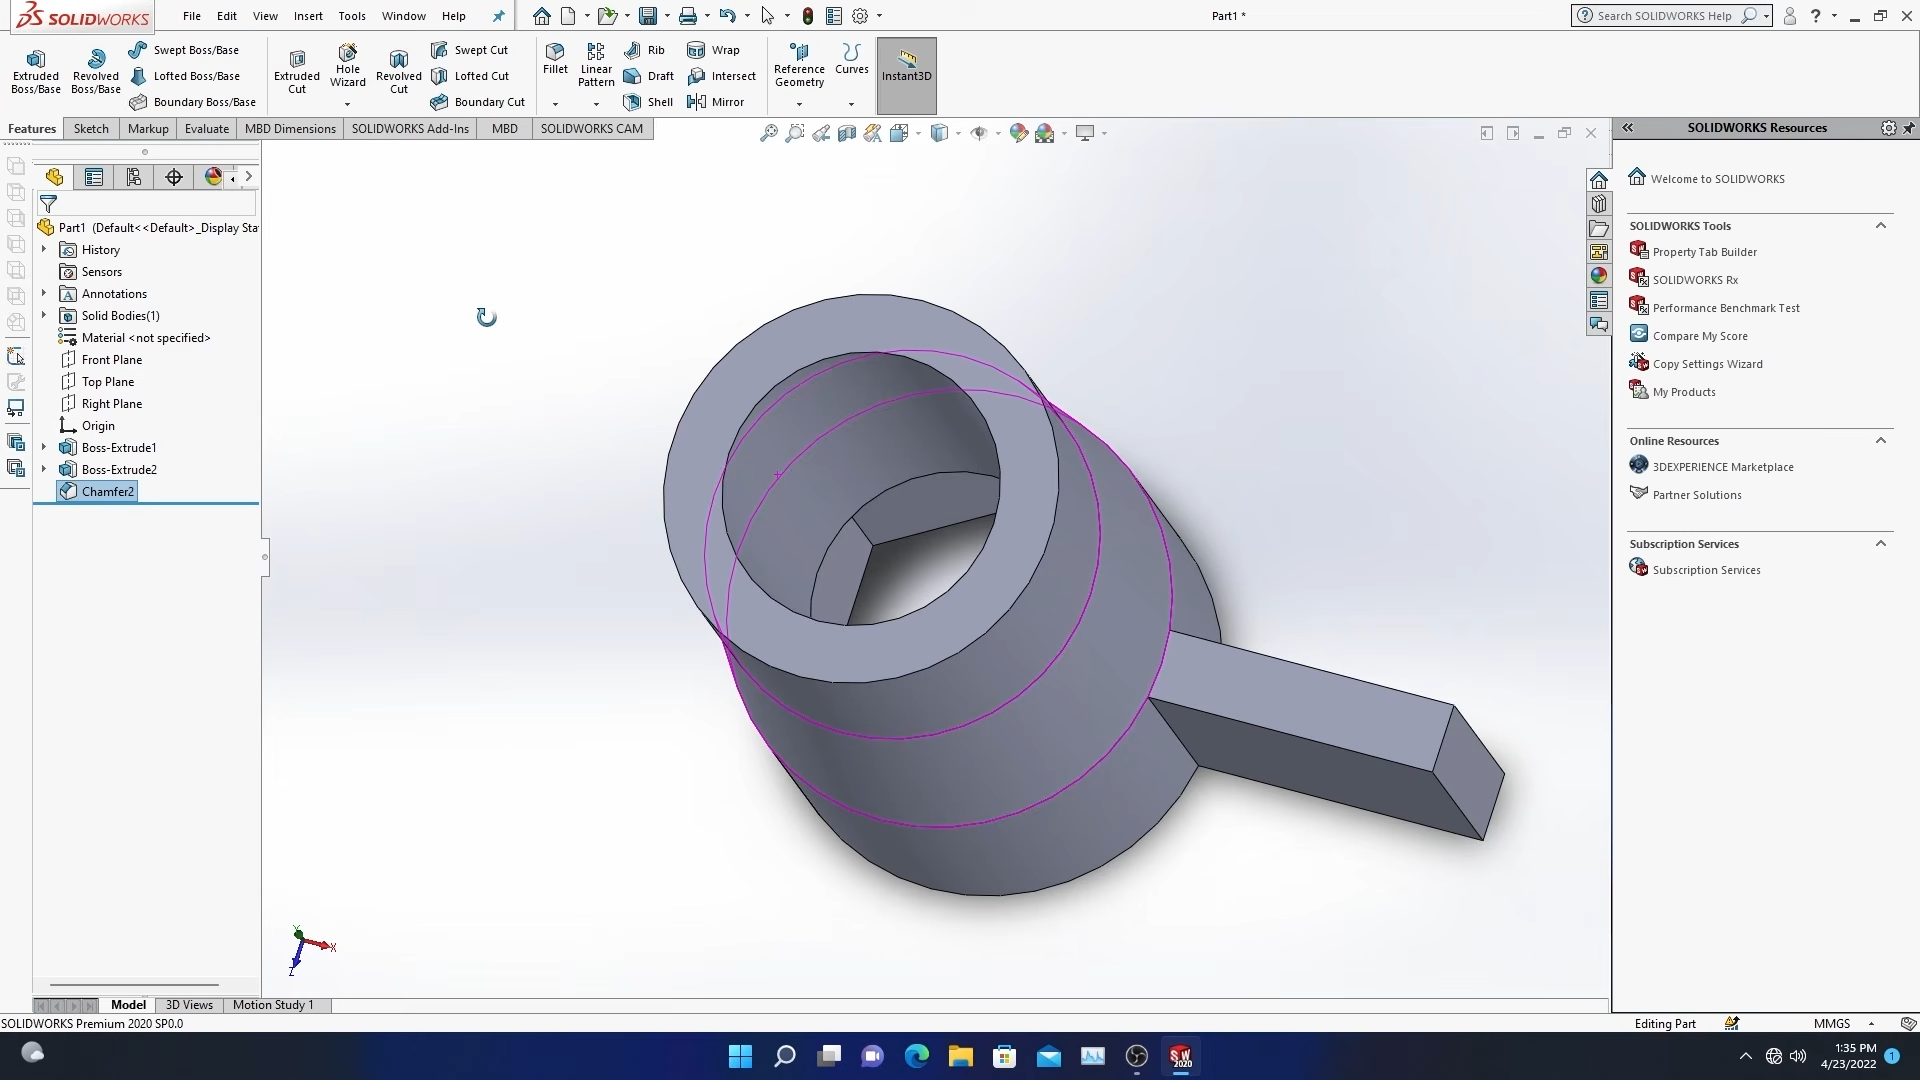 SOLIDWORKS File Edit View Insert Tools Window Help Part1 * Search SOLIDWORKS Help
Extruded Boss/Base
Revolved Boss/Base
Swept Boss/Base
Lofted Boss/Base
Boundary Boss/Base
Extruded Cut
Hole Wizard
Revolved Cut
Swept Cut
Lofted Cut
Boundary Cut
Fillet
Linear Pattern
Rib
Draft
Shell
Wrap
Intersect
Mirror
Reference Geometry
Curves
Instant3D
Features Sketch Markup Evaluate MBD Dimensions SOLIDWORKS Add-Ins MBD SOLIDWORKS CAM
Part1 (Default<<Default>_Display Sta
History
Sensors
Annotations
Solid Bodies(1)
Material <not specified>
Front Plane
Top Plane
Right Plane
Origin
Boss-Extrude1
Boss-Extrude2
Chamfer2
Y
X
Z
SOLIDWORKS Resources
Welcome to SOLIDWORKS
SOLIDWORKS Tools
Property Tab Builder
SOLIDWORKS Rx
Performance Benchmark Test
Compare My Score
Copy Settings Wizard
My Products
Online Resources
3DEXPERIENCE Marketplace
Partner Solutions
Subscription Services
Subscription Services
Model 3D Views Motion Study 1
SOLIDWORKS Premium 2020 SP0.0 Editing Part MMGS
SW 2020
1:35 PM
4/23/2022
1